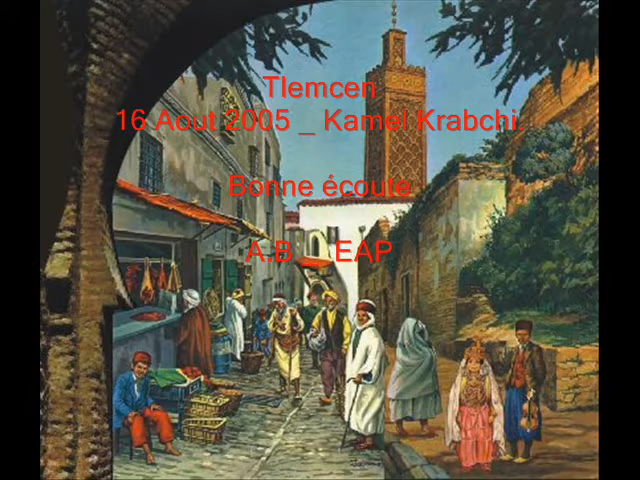 Tlemcen
16 Aout 2005 _ Kamel Krabchi
Bonne écoute
A.B _ EAP